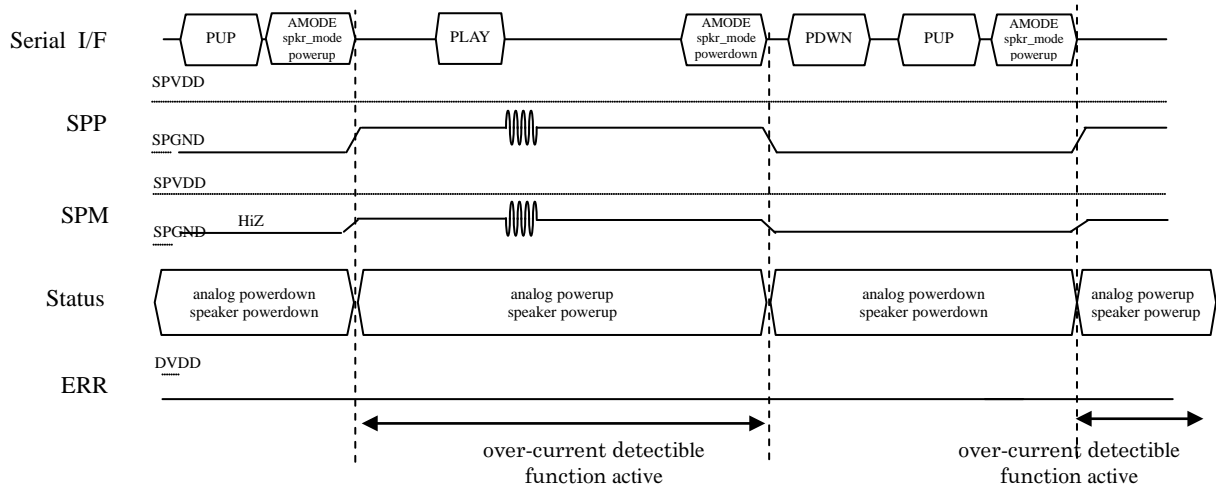 Serial I/F
PUP
AMODE
spkr_mode
powerup
PLAY
AMODE
spkr_mode
powerdown
PDWN
PUP
AMODE
spkr_mode
powerup
SPVDD
SPP
SPGND
SPVDD
SPM
SPGND
HiZ
Status
analog powerdown
speaker powerdown
analog powerup
speaker powerup
analog powerdown
speaker powerdown
analog powerup
speaker powerup
DVDD
ERR
over-current detectible
function active
over-current detectible
function active